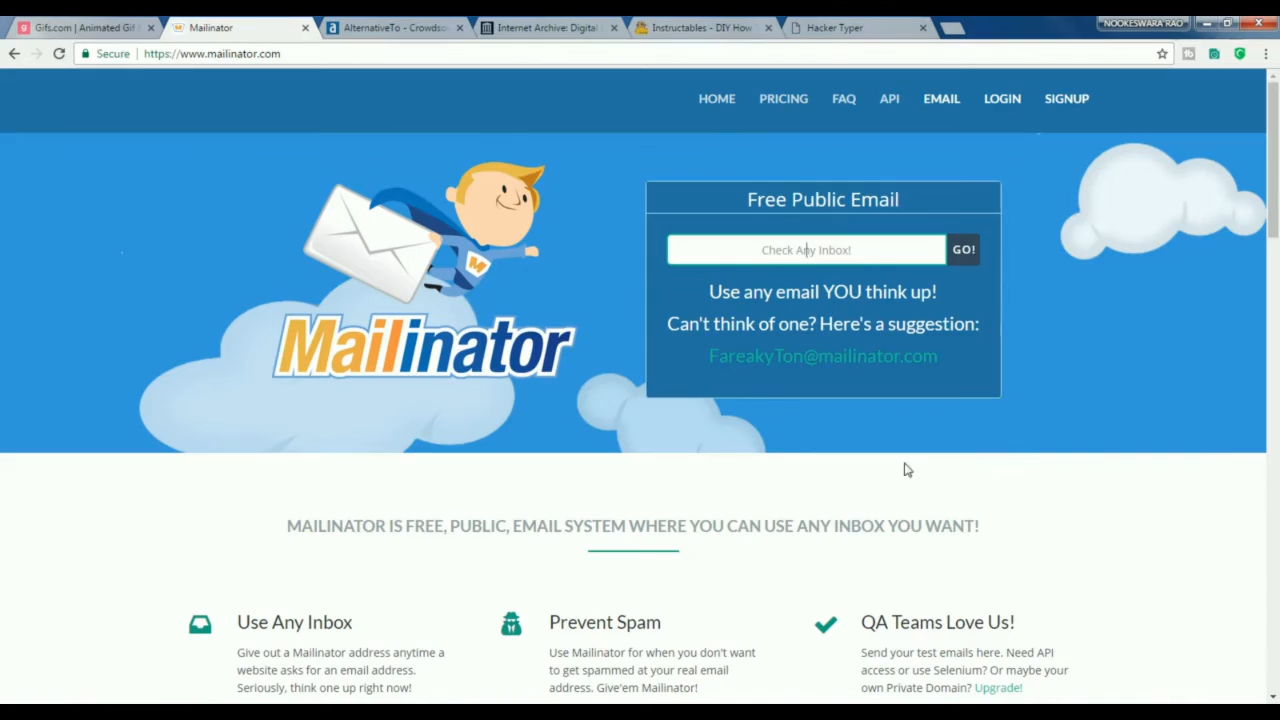 Gifs.com | Animated Gif
Mailinator
AlternativeTo - Crowdso
Internet Archive: Digital
Instructables - DIY How
Hacker Typer
NOOKESWARA RAO
Secure
https://www.mailinator.com
HOME
PRICING
FAQ
API
EMAIL
LOGIN
SIGNUP
M
Mailinator
Free Public Email
Check Any Inbox!
GO!
Use any email YOU think up!
Can't think of one? Here's a suggestion:
FareakyTon@mailinator.com
MAILINATOR IS FREE, PUBLIC, EMAIL SYSTEM WHERE YOU CAN USE ANY INBOX YOU WANT!
Use Any Inbox
Give out a Mailinator address anytime a
website asks for an email address.
Seriously, think one up right now!
Prevent Spam
Use Mailinator for when you don't want
to get spammed at your real email
address. Give'em Mailinator!
QA Teams Love Us!
Send your test emails here. Need API
access or use Selenium? Or maybe your
own Private Domain? Upgrade!